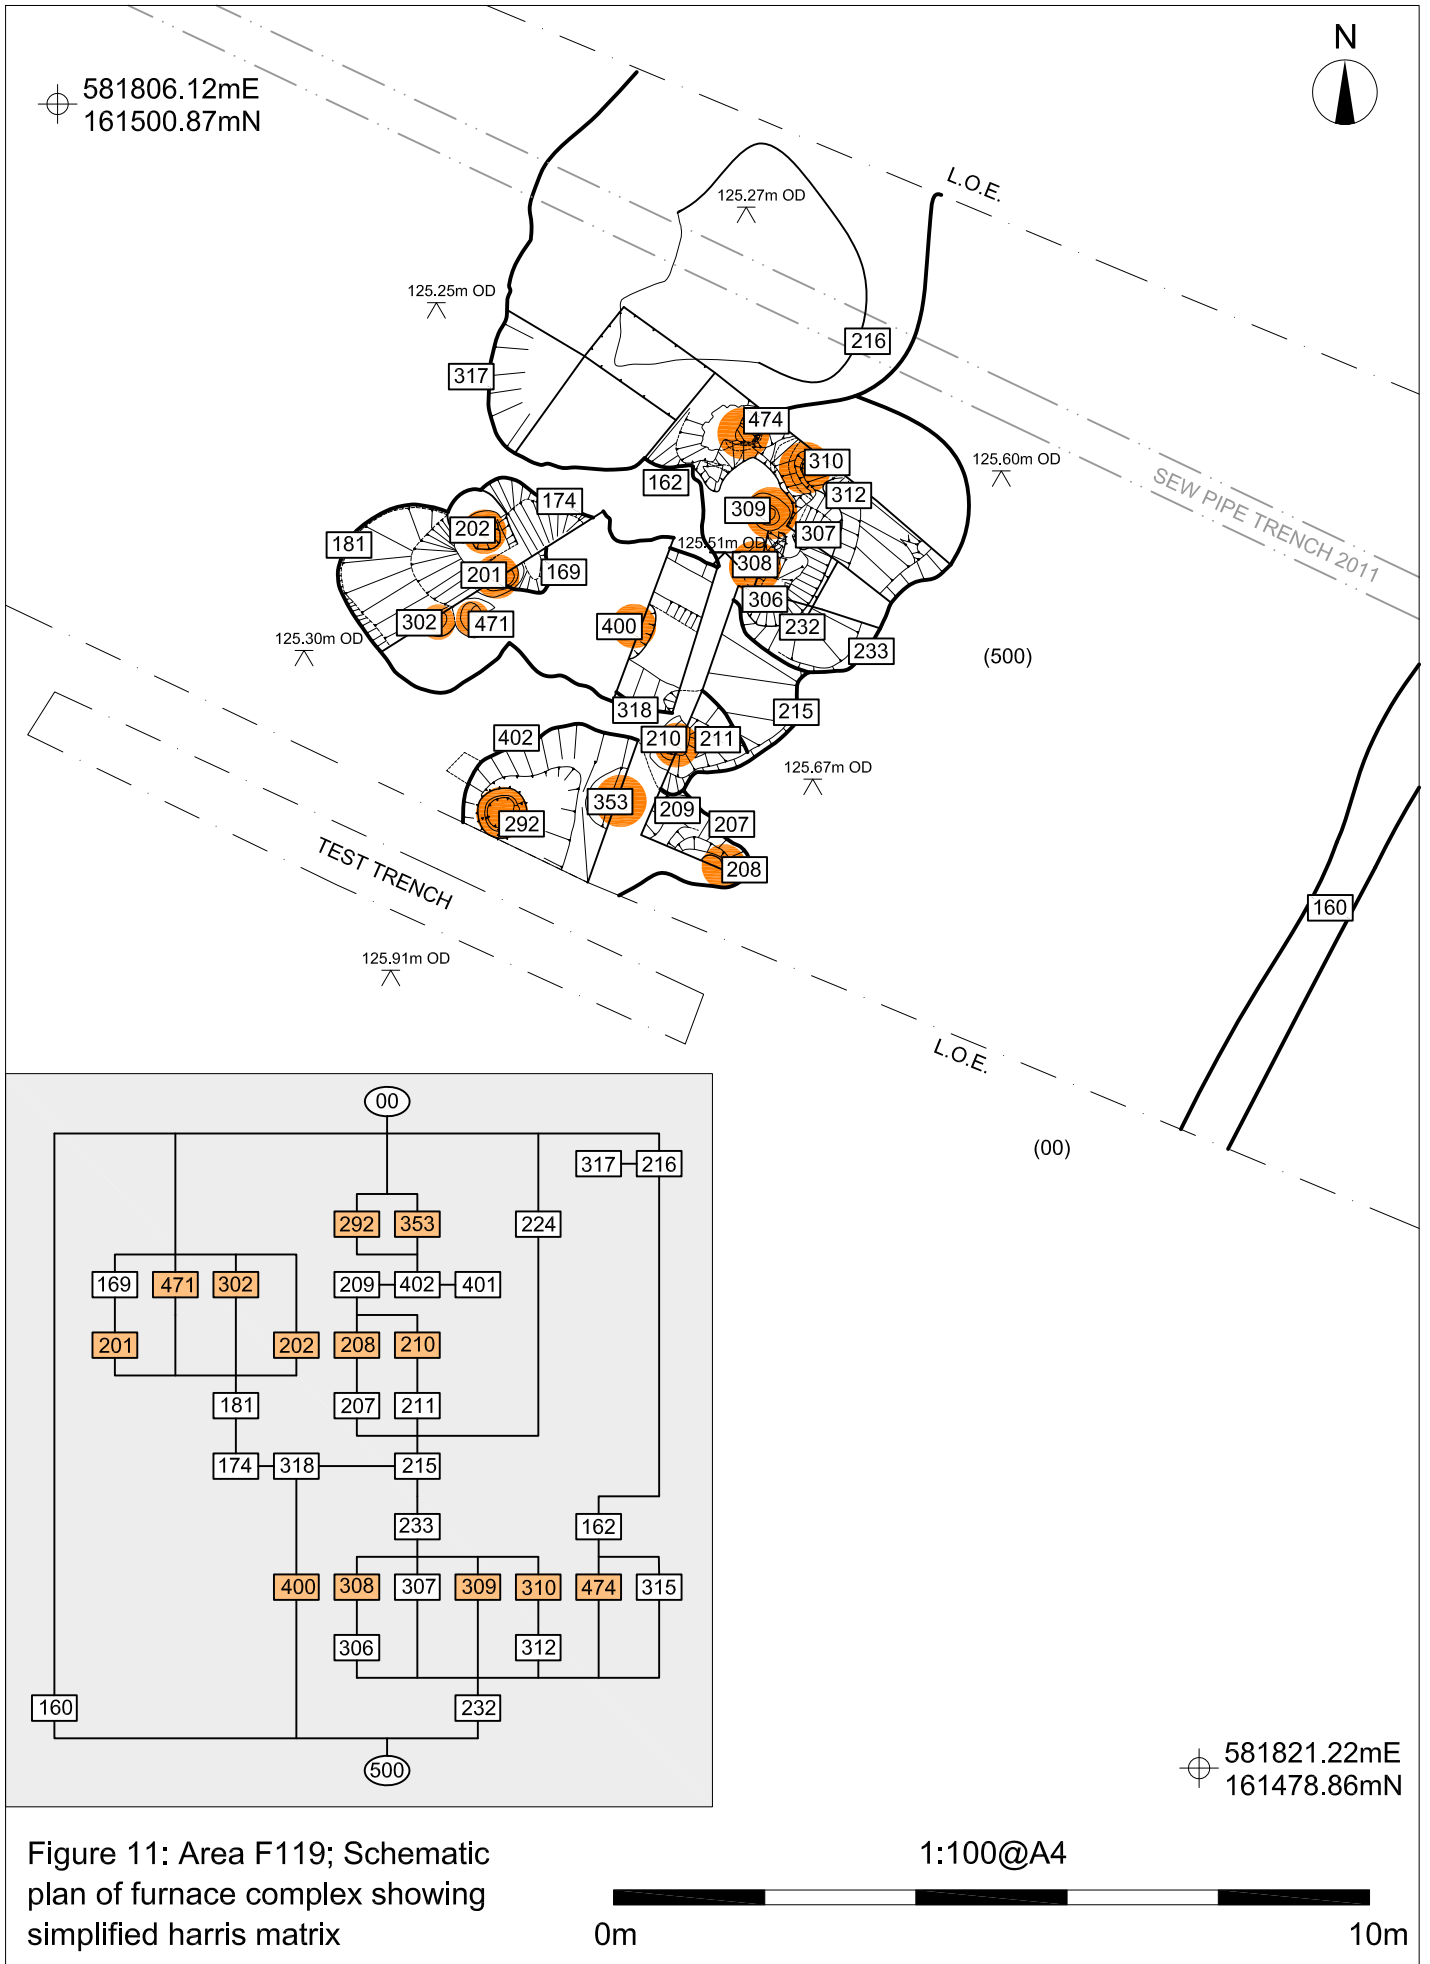 N
581806.12mE
161500.87mN
L.O.E.
125.27m OD
125.25m OD
216
317
474
310
125.60m OD
162
312
SEW PIPE TRENCH 2011
174
309
202
307
181
125.51m OD
308
201
169
306
302
471
400
232
125.30m OD
233
(500)
318
215
402
210
211
125.67m OD
353
209
292
207
TEST TRENCH
208
160
125.91m OD
L.O.E.
(00)
00
317 216
292 353 224
169 471 302 209 402 401
201 202 208 210
181 207 211
174 318 215
233 162
400 308 307 309 310 474 315
306 312
160 232
500
581821.22mE
161478.86mN
Figure 11: Area F119; Schematic
plan of furnace complex showing
simplified harris matrix
1:100@A4
0m 10m